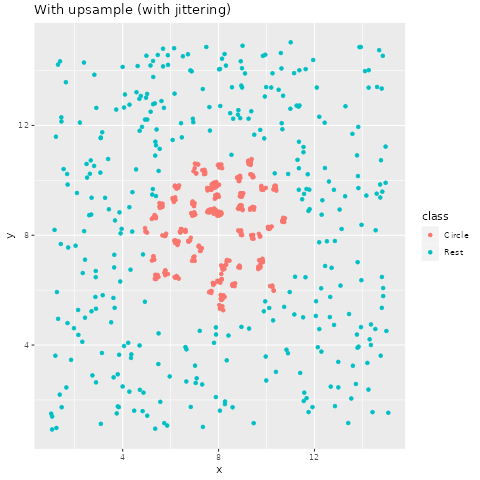 With upsample (with jittering)
12
8
4
y
4
8
12
x
class
Circle
Rest